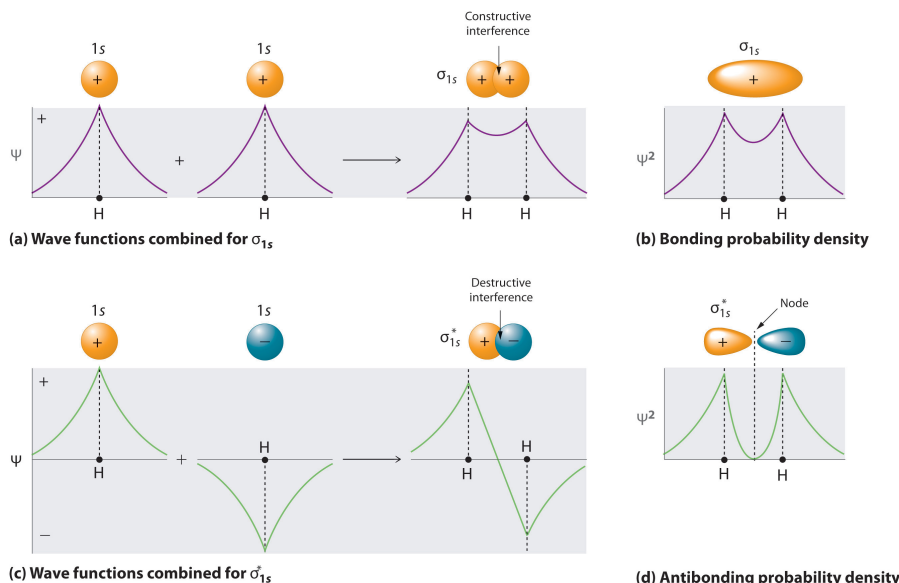 Constructive
interference
1s
1s
σ1s
σ1s
+
+
+ +
+
+
Ψ
+
Ψ²
H
H
H H
H H
(a) Wave functions combined for σ1s
(b) Bonding probability density
Destructive
interference
1s
1s
σ*1s
σ*1s
Node
+
−
+ −
+ −
+
Ψ²
H
H
Ψ
+
H
H
H
H H
−
(c) Wave functions combined for σ*1s
(d) Antibonding probability density